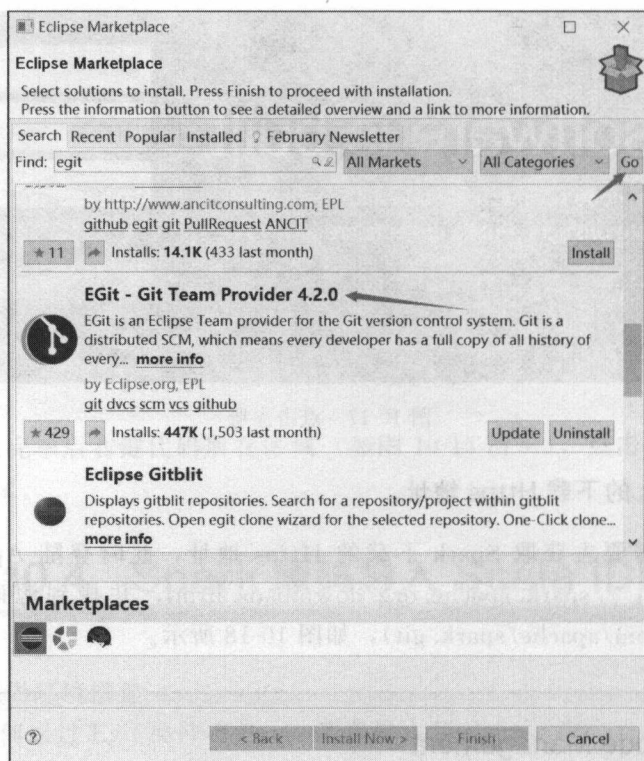 Eclipse Marketplace
Eclipse Marketplace
Select solutions to install. Press Finish to proceed with installation.
Press the information button to see a detailed overview and a link to more information.
Search Recent Popular Installed February Newsletter
Find: egit All Markets All Categories Go
by http://www.ancitconsulting.com, EPL
github egit git PullRequest ANCIT
11 Installs: 14.1K (433 last month) Install
EGit - Git Team Provider 4.2.0
EGit is an Eclipse Team provider for the Git version control system. Git is a
distributed SCM, which means every developer has a full copy of all history of
every... more info
by Eclipse.org, EPL
git dvcs scm vcs github
429 Installs: 447K (1,503 last month) Update Uninstall
Eclipse Gitblit
Displays gitblit repositories. Search for a repository/project within gitblit
repositories. Open egit clone wizard for the selected repository. One-Click clone...
more info
Marketplaces
? < Back Install Now > Finish Cancel